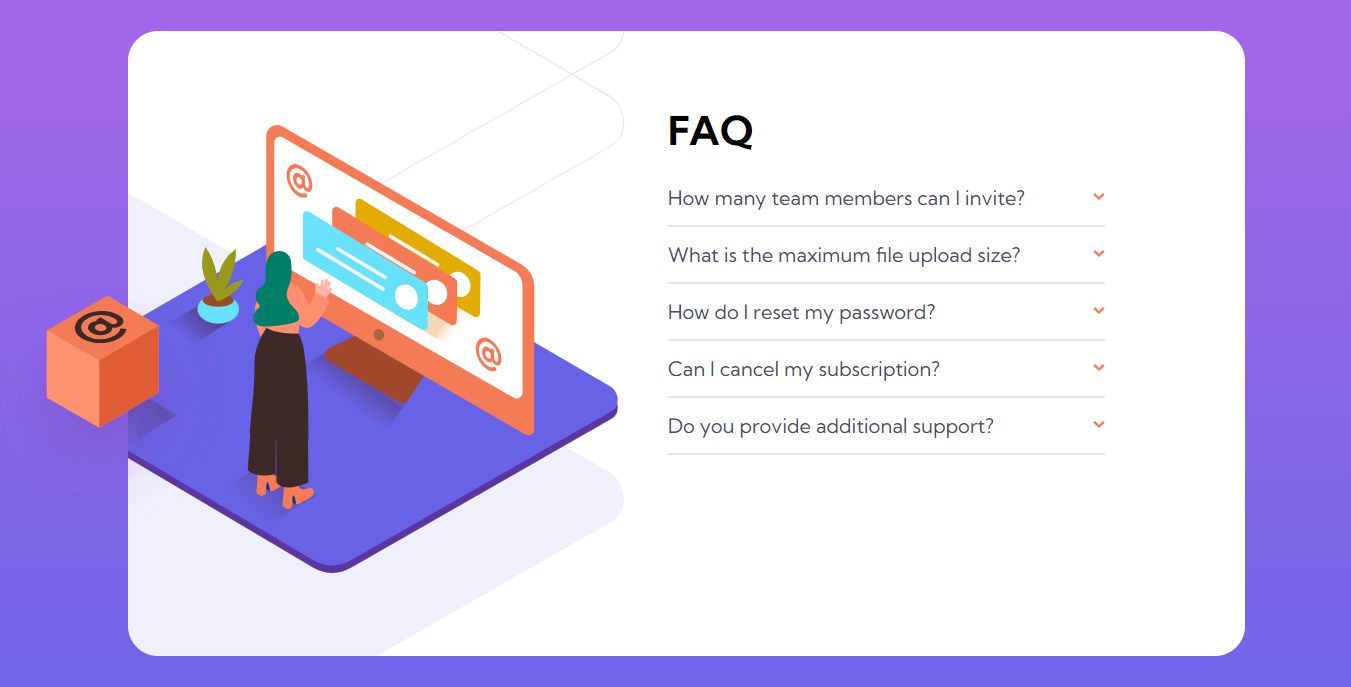 @
@
@
FAQ
How many team members can I invite?
What is the maximum file upload size?
How do I reset my password?
Can I cancel my subscription?
Do you provide additional support?